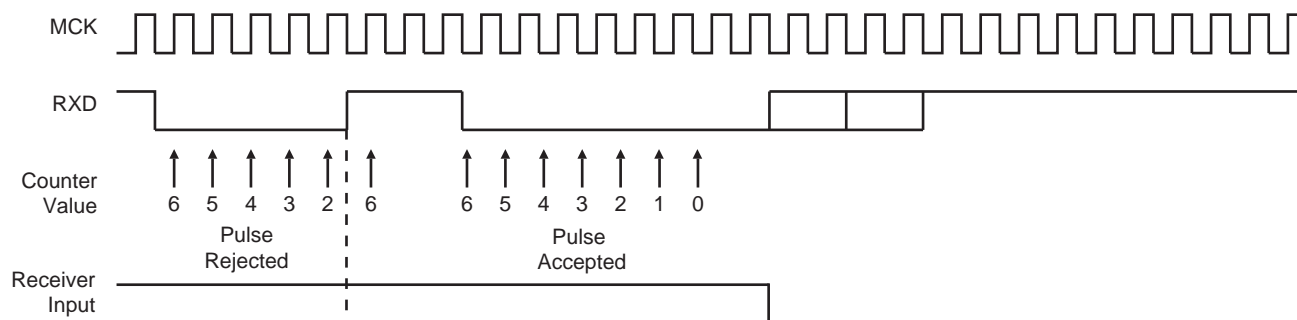 MCK
RXD
Counter
Value
6 5 4 3 2 6 6 5 4 3 2 1 0
Pulse
Rejected
Pulse
Accepted
Receiver
Input